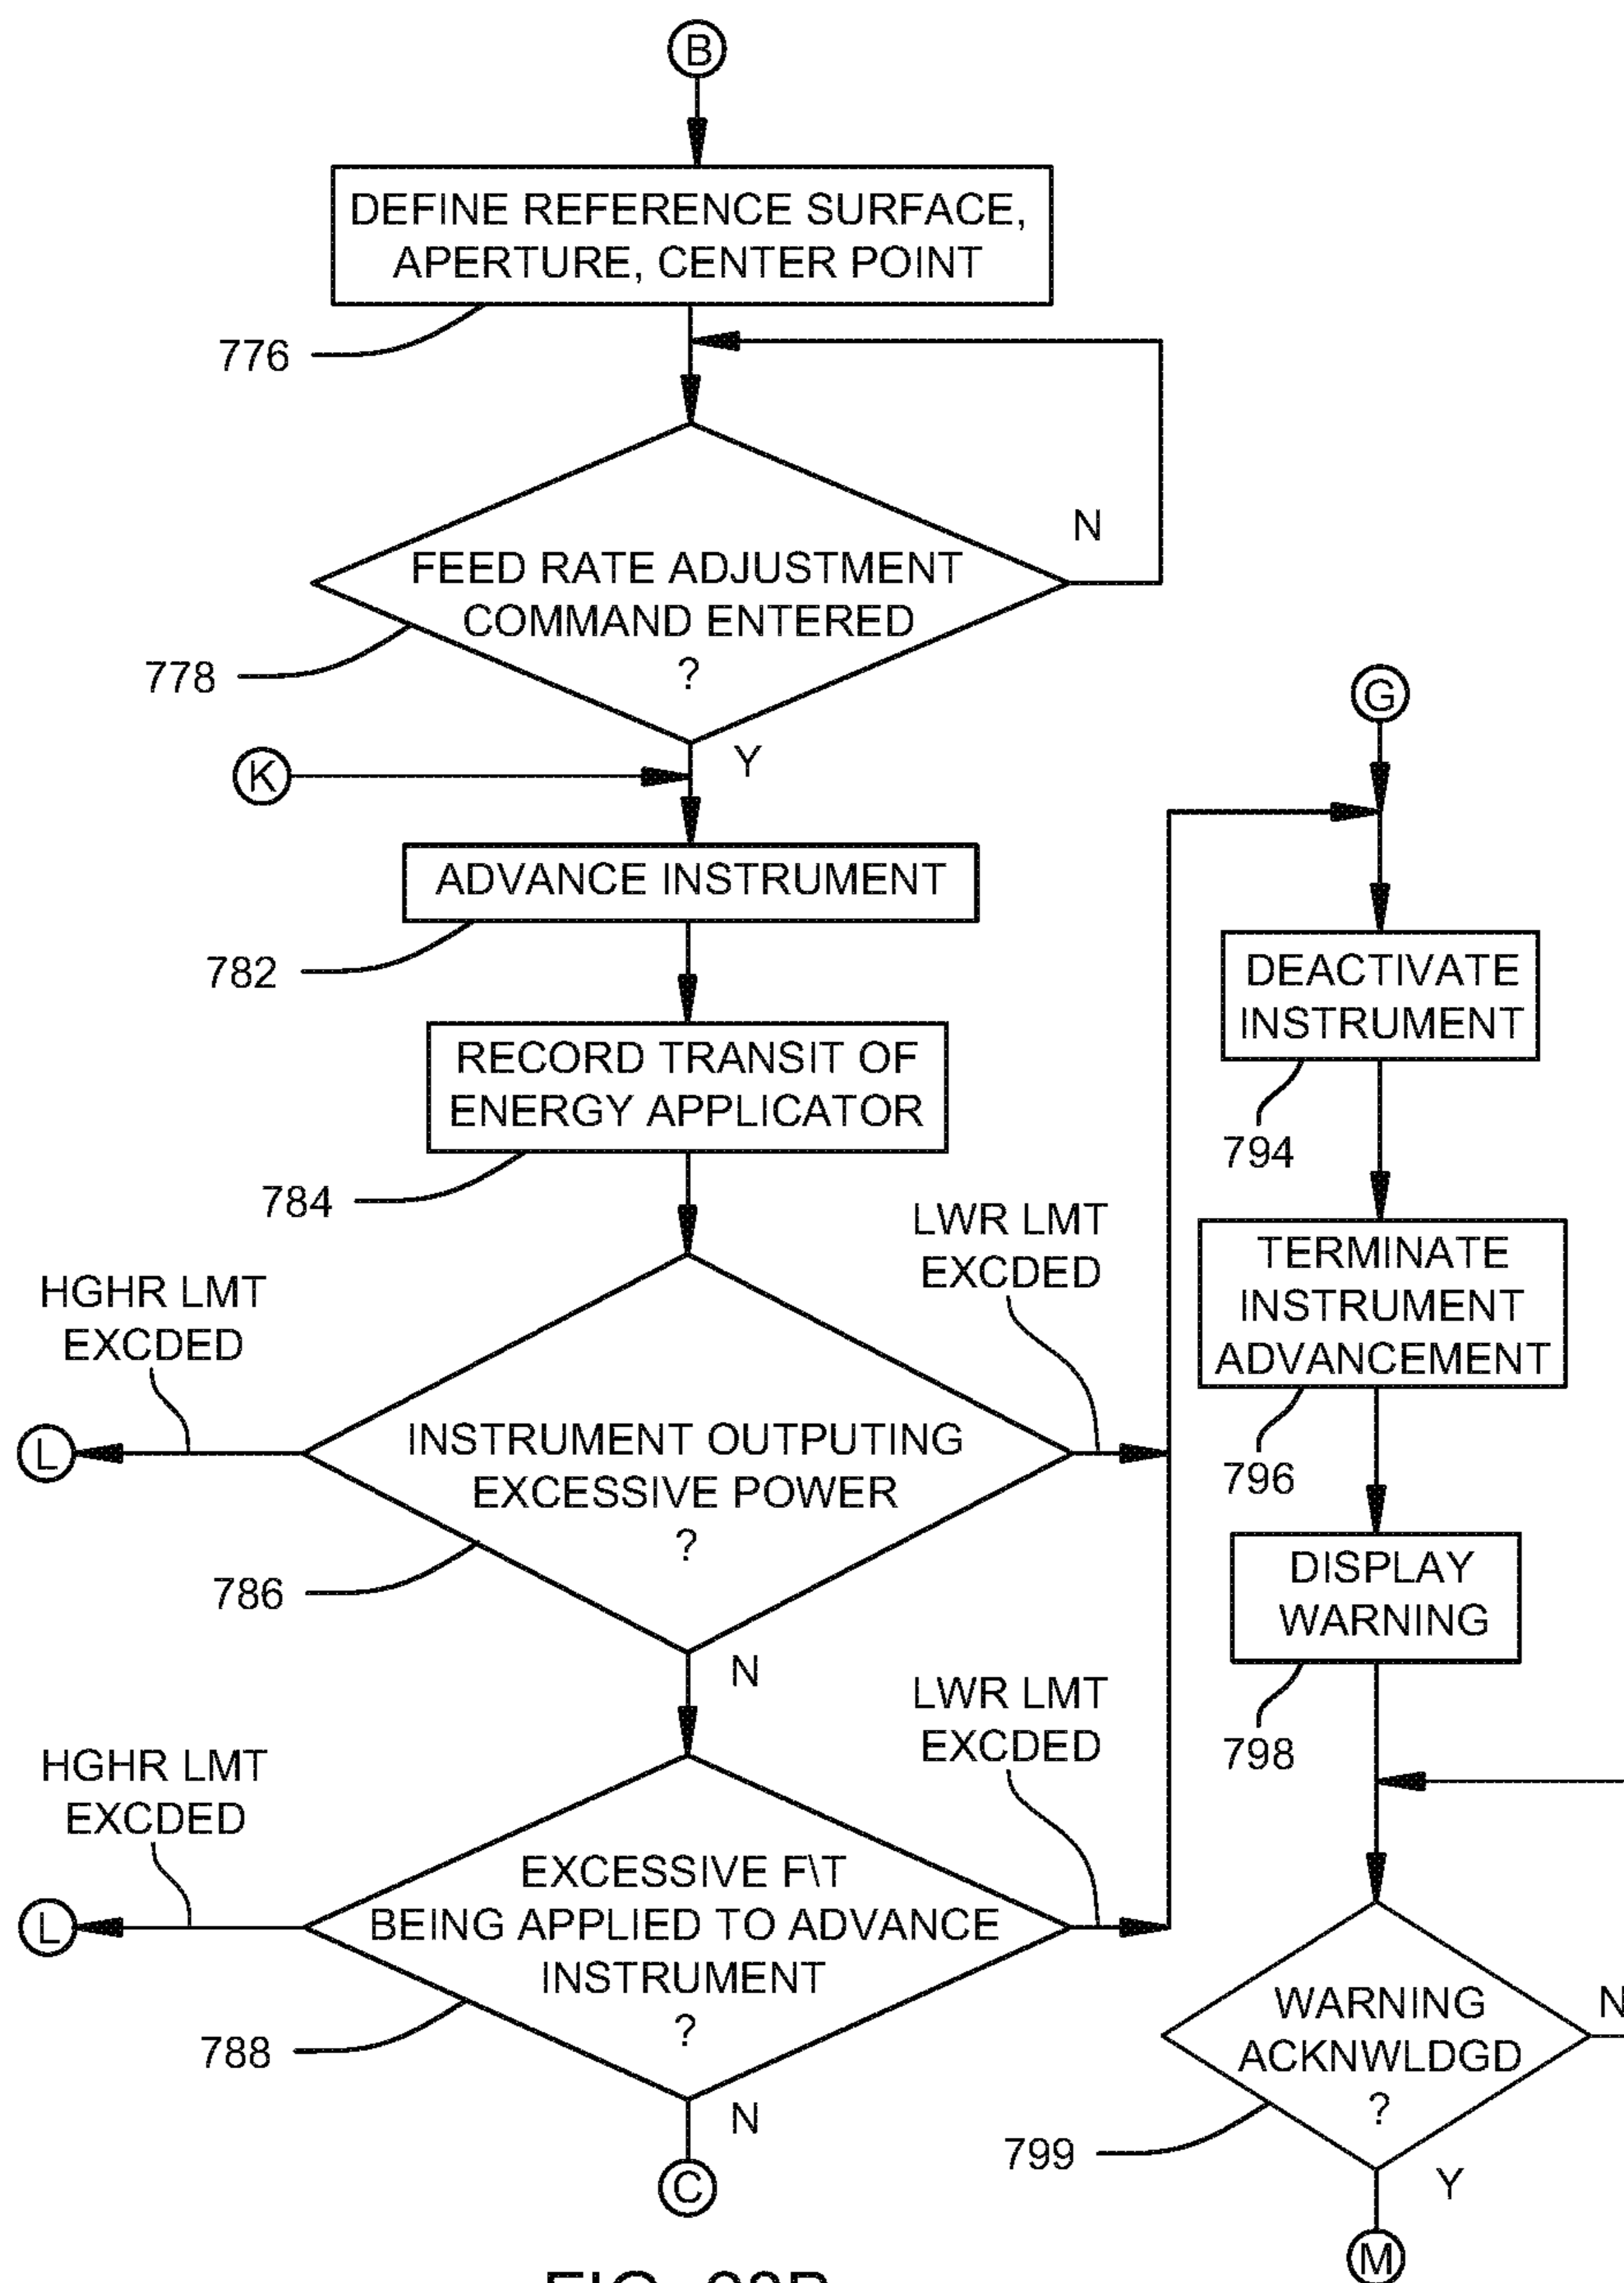 B
DEFINE REFERENCE SURFACE,
APERTURE, CENTER POINT
776
FEED RATE ADJUSTMENT
COMMAND ENTERED
?
N
778
Y
K
ADVANCE INSTRUMENT
782
RECORD TRANSIT OF
ENERGY APPLICATOR
784
HGHR LMT
EXCDED
LWR LMT
EXCDED
L
INSTRUMENT OUTPUTING
EXCESSIVE POWER
?
786
N
HGHR LMT
EXCDED
LWR LMT
EXCDED
L
EXCESSIVE F\T
BEING APPLIED TO ADVANCE
INSTRUMENT
?
788
N
C
G
DEACTIVATE
INSTRUMENT
794
TERMINATE
INSTRUMENT
ADVANCEMENT
796
DISPLAY
WARNING
798
WARNING
ACKNWLDGD
?
N
799
Y
M